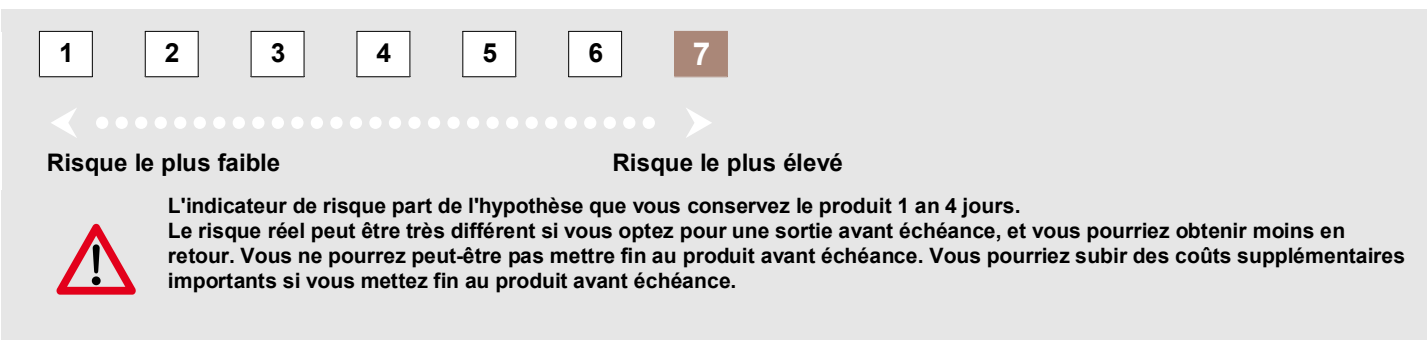 1 2 3 4 5 6 7
Risque le plus faible Risque le plus élevé
L'indicateur de risque part de l'hypothèse que vous conservez le produit 1 an 4 jours.
Le risque réel peut être très différent si vous optez pour une sortie avant échéance, et vous pourriez obtenir moins en
retour. Vous ne pourrez peut-être pas mettre fin au produit avant échéance. Vous pourriez subir des coûts supplémentaires
importants si vous mettez fin au produit avant échéance.